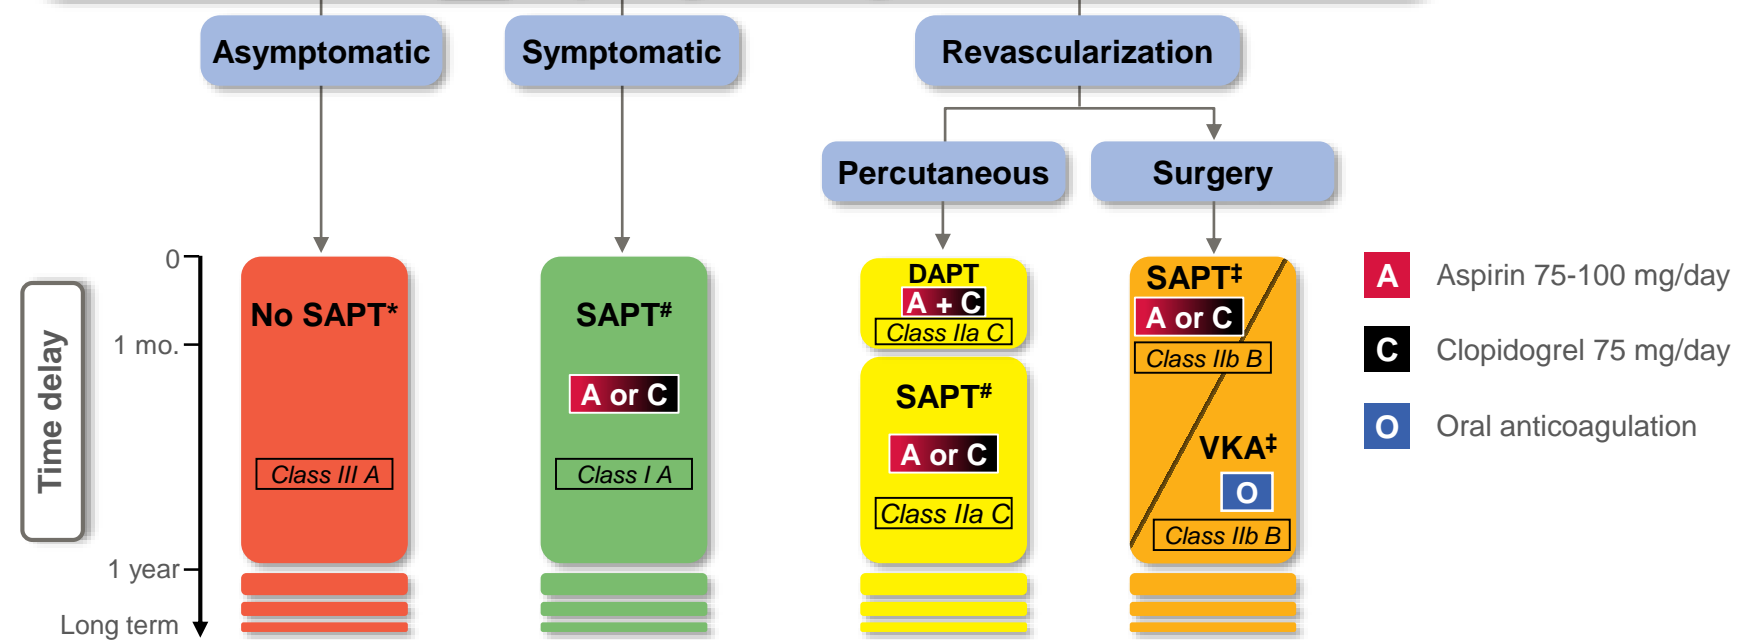 Asymptomatic
Symptomatic
Revascularization
Percutaneous
Surgery
Time delay
0
1 mo.
1 year
Long term
No SAPT*
Class III A
SAPT#
A or C
Class I A
DAPT
A + C
Class IIa C
SAPT#
A or C
Class IIa C
SAPT‡
A or C
Class IIb B
VKA‡
O
Class IIb B
A Aspirin 75-100 mg/day
C Clopidogrel 75 mg/day
O Oral anticoagulation